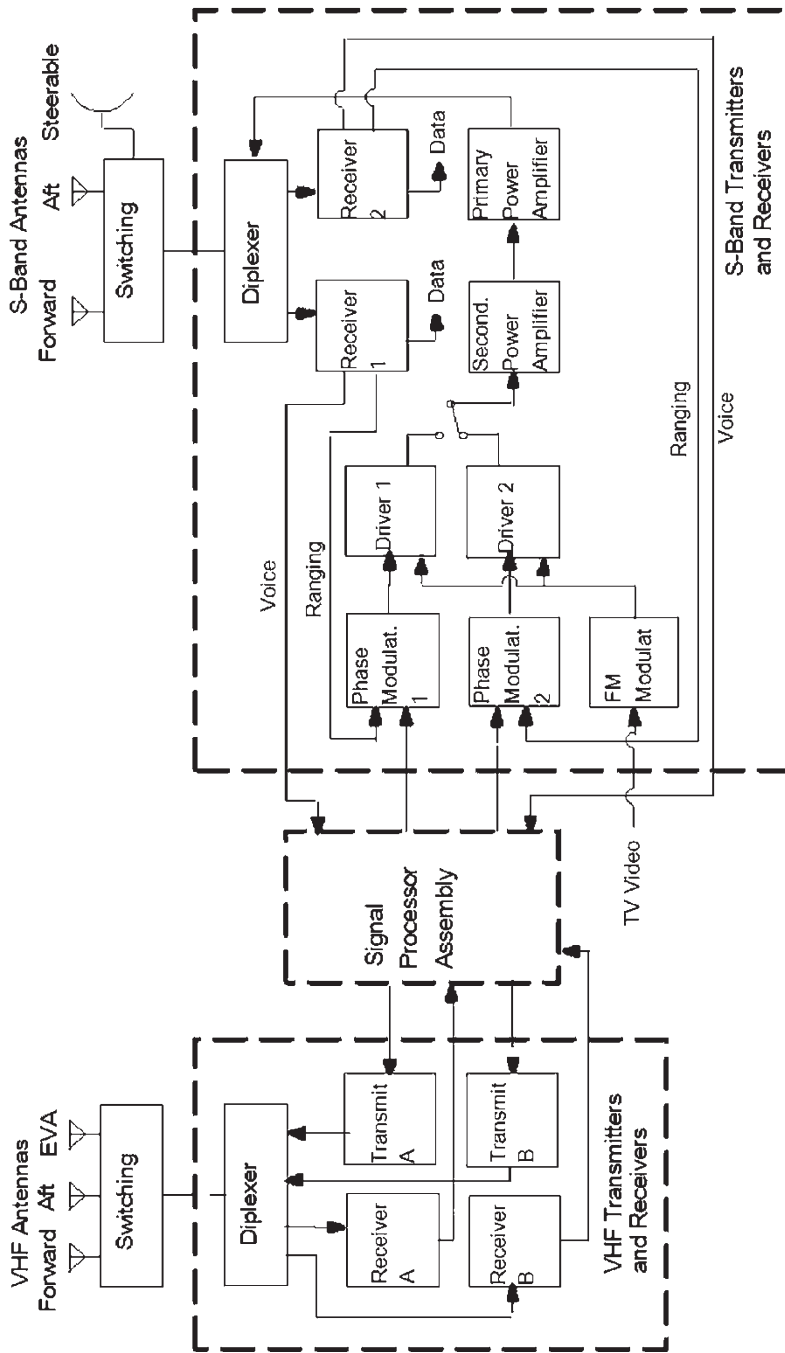 VHF Antennas
Forward Aft EVA
Switching
Diplexer
Receiver
A
Transmit
A
Receiver
B
Transmit
B
VHF Transmitters
and Receivers
Signal
Processor
Assembly
TV Video
S-Band Antennas
Forward Aft Steerable
Switching
Diplexer
Voice
Ranging
Receiver
1
Receiver
2
Data
Data
Phase
Modulat.
1
Driver 1
Phase
Modulat.
2
Driver 2
Second.
Power
Amplifier
Primary
Power
Amplifier
FM
Modulat
Ranging
Voice
S-Band Transmitters
and Receivers